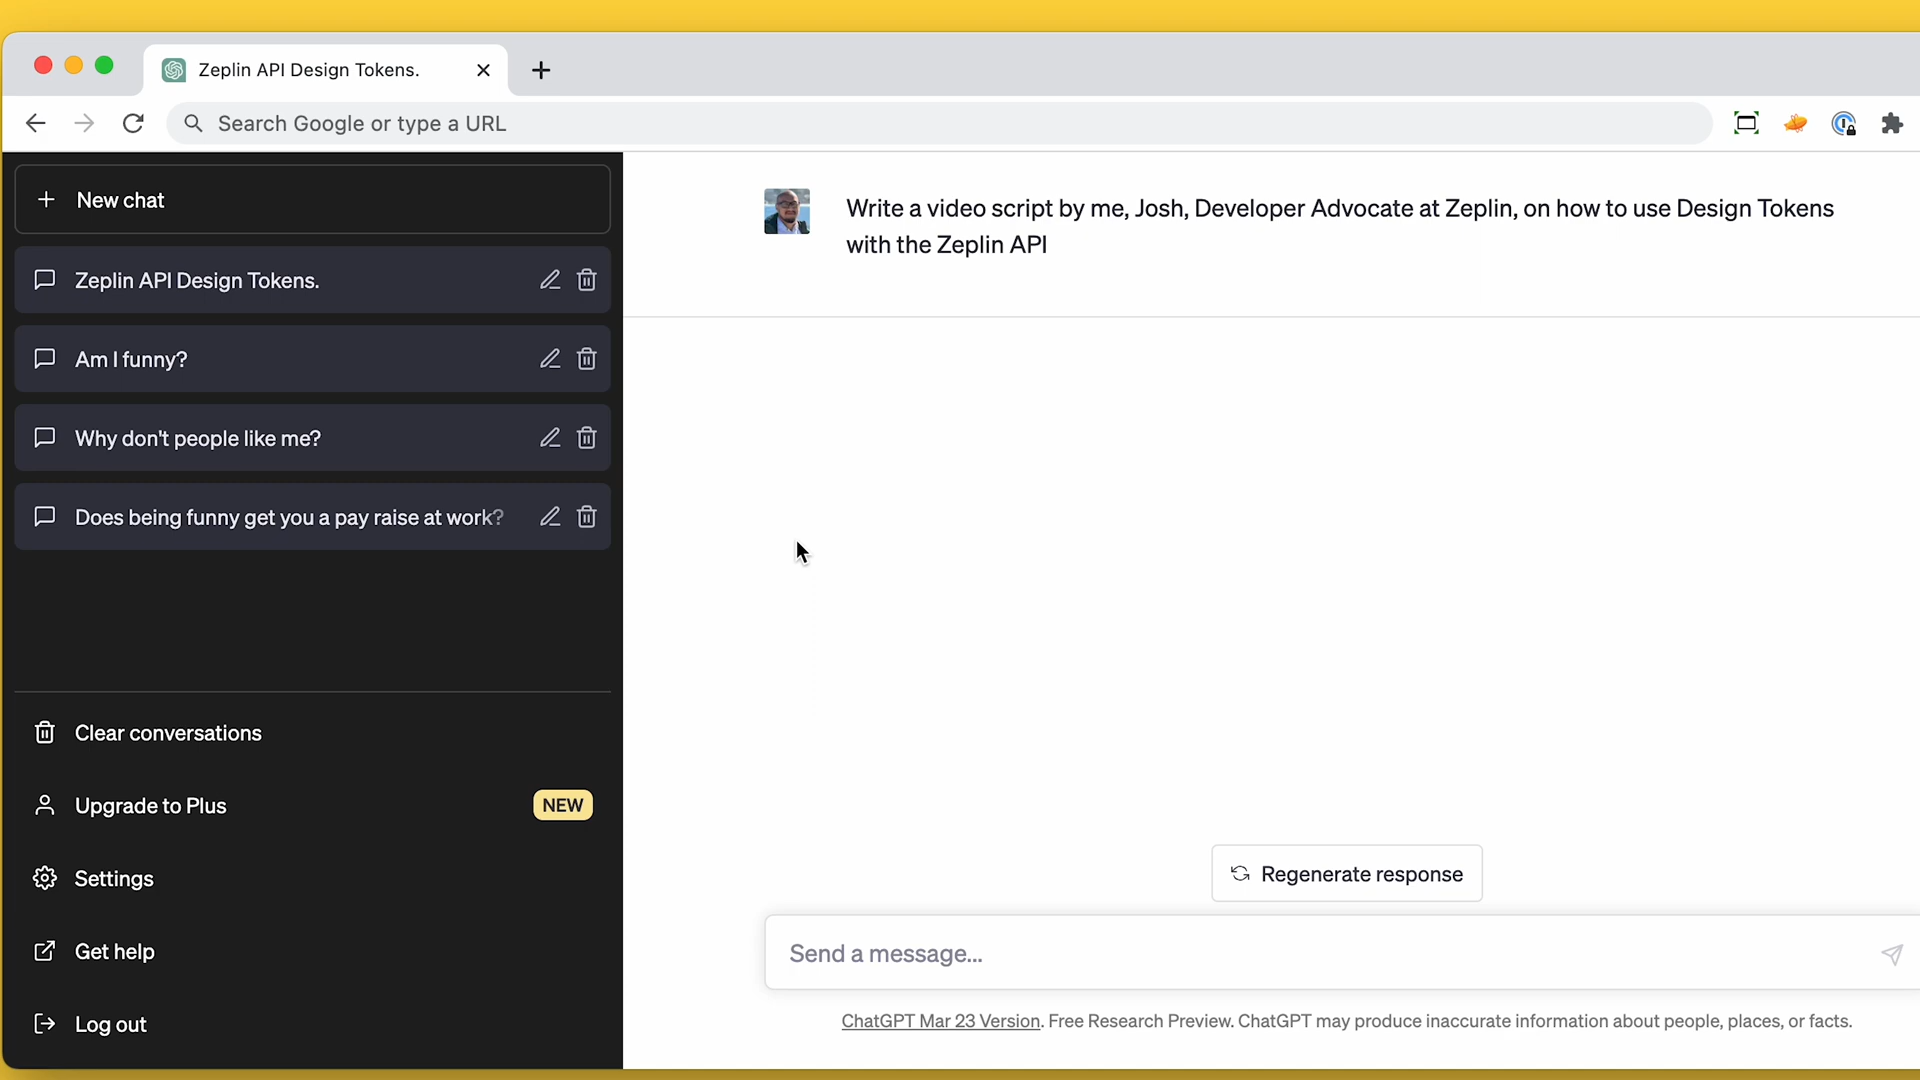 Zeplin API Design Tokens.
Search Google or type a URL
New chat
Zeplin API Design Tokens.
Am I funny?
Why don't people like me?
Does being funny get you a pay raise at work?
Clear conversations
Upgrade to Plus NEW
Settings
Get help
Log out
Write a video script by me, Josh, Developer Advocate at Zeplin, on how to use Design Tokens
with the Zeplin API
Regenerate response
Send a message...
ChatGPT Mar 23 Version. Free Research Preview. ChatGPT may produce inaccurate information about people, places, or facts.